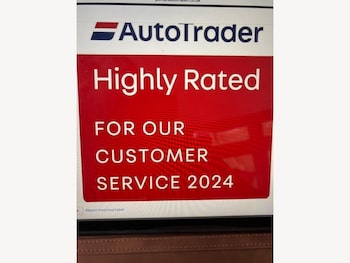 AutoTrader
Highly Rated
FOR OUR
CUSTOMER
SERVICE 2024